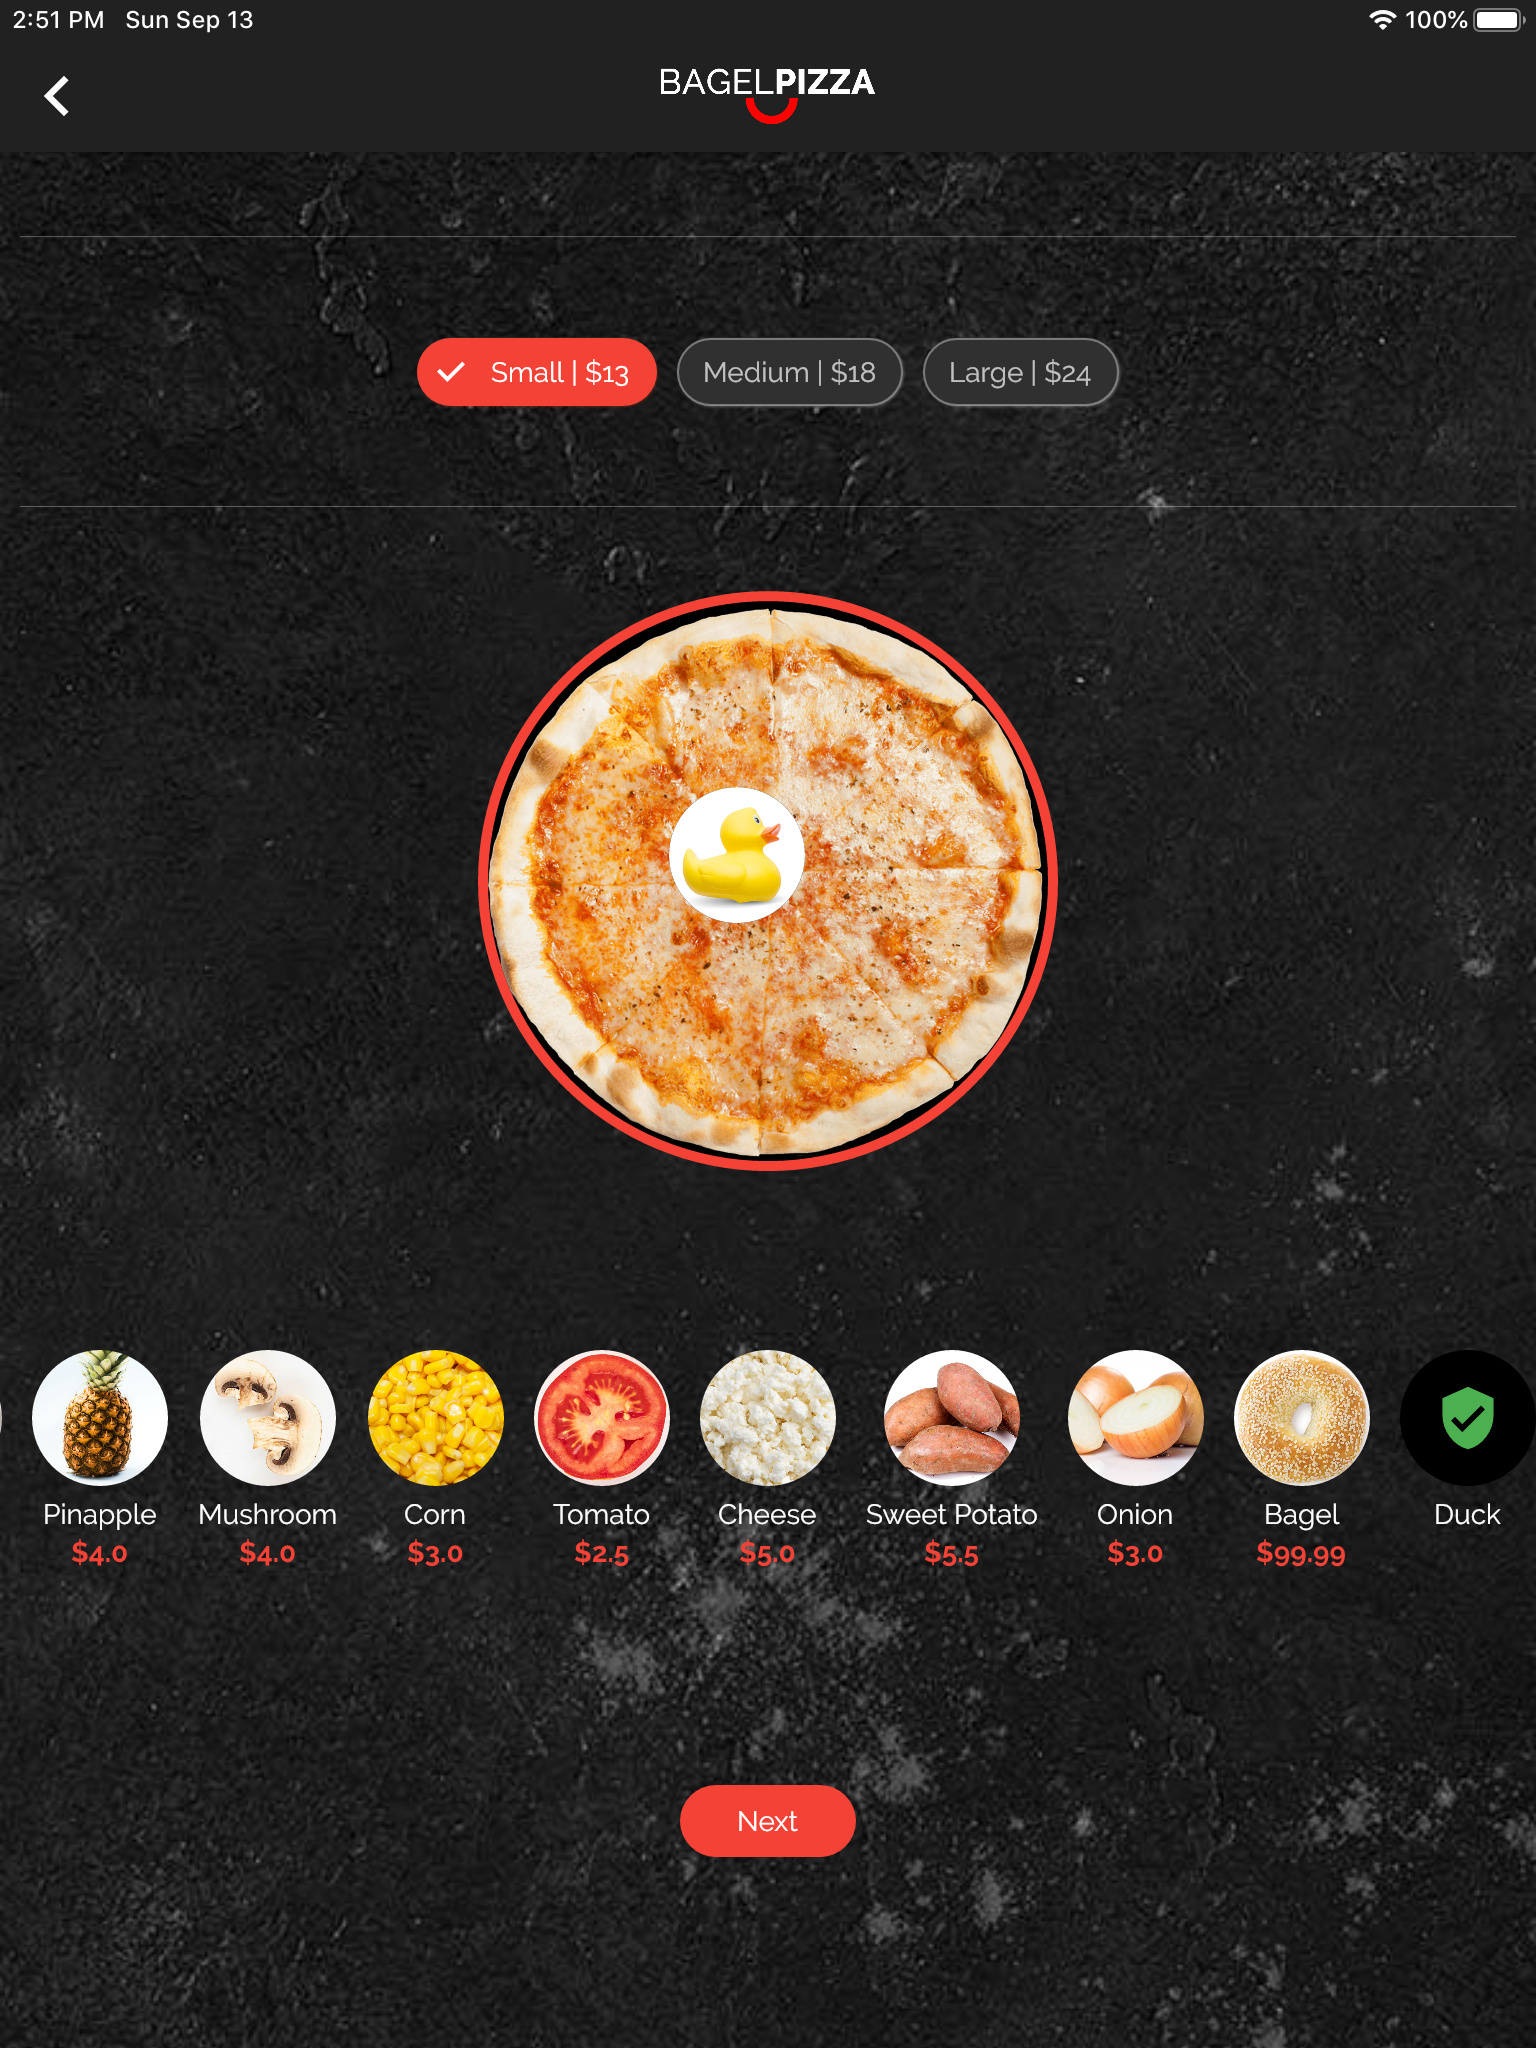 2:51 PM Sun Sep 13 100%
BAGELPIZZA
Small | $13 Medium | $18 Large | $24
Pinapple Mushroom Corn Tomato Cheese Sweet Potato Onion Bagel Duck
$4.0 $4.0 $3.0 $2.5 $5.0 $5.5 $3.0 $99.99
Next